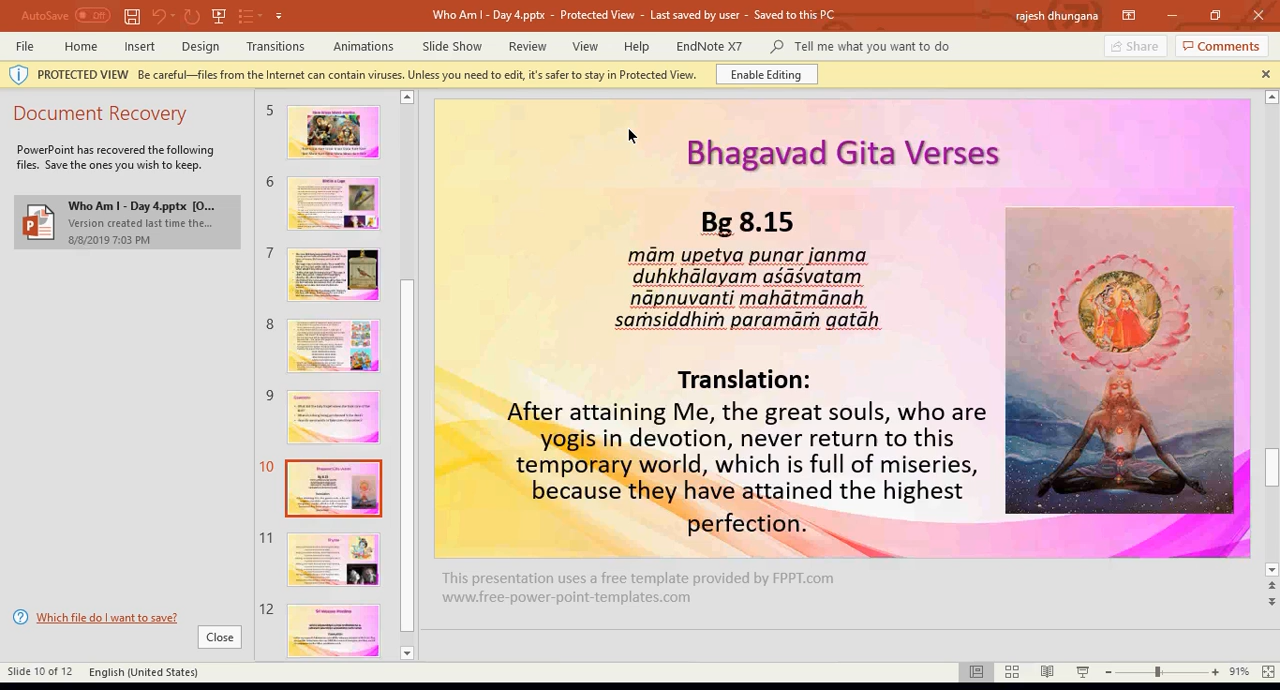 AutoSave Off
Who Am I - Day 4.pptx - Protected View - Last saved by user - Saved to this PC
rajesh dhungana
File Home Insert Design Transitions Animations Slide Show Review View Help EndNote X7 Tell me what you want to do
Share Comments
PROTECTED VIEW Be careful—files from the Internet can contain viruses. Unless you need to edit, it's safer to stay in Protected View. Enable Editing
Document Recovery
PowerPoint has recovered the following
files. Save the ones you wish to keep.
Who Am I - Day 4.pptx [O...
Version created last time the...
8/8/2019 7:03 PM
Which file do I want to save?
Close
5
6
7
8
9
10
11
12
Bhagavad Gita Verses
Bg 8.15
mām upetya punar janma
duḥkhālayam aśāśvatam
nāpnuvanti mahātmānaḥ
saṁsiddhiṁ paramāṁ gatāḥ
Translation:
After attaining Me, the great souls, who are
yogis in devotion, never return to this
temporary world, which is full of miseries,
because they have attained the highest
perfection.
This presentation uses a free template provided by FPPT.com
www.free-power-point-templates.com
Slide 10 of 12 English (United States)
91%